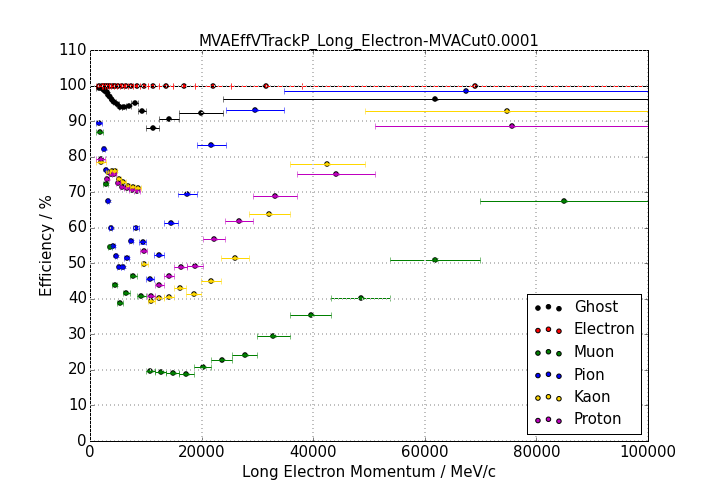 MVAEffVTrackP_Long_Electron-MVACut0.0001
110
100
90
80
70
60
50
40
30
20
10
0
Efficiency / %
Ghost
Electron
Muon
Pion
Kaon
Proton
0 20000 40000 60000 80000 100000
Long Electron Momentum / MeV/c